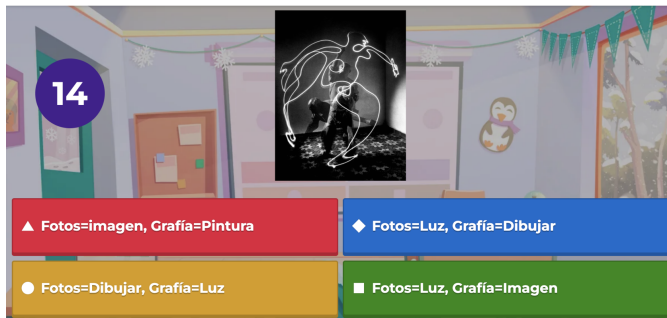 14
Fotos=imagen, Grafía=Pintura
Fotos=Luz, Grafía=Dibujar
Fotos=Dibujar, Grafía=Luz
Fotos=Luz, Grafía=Imagen